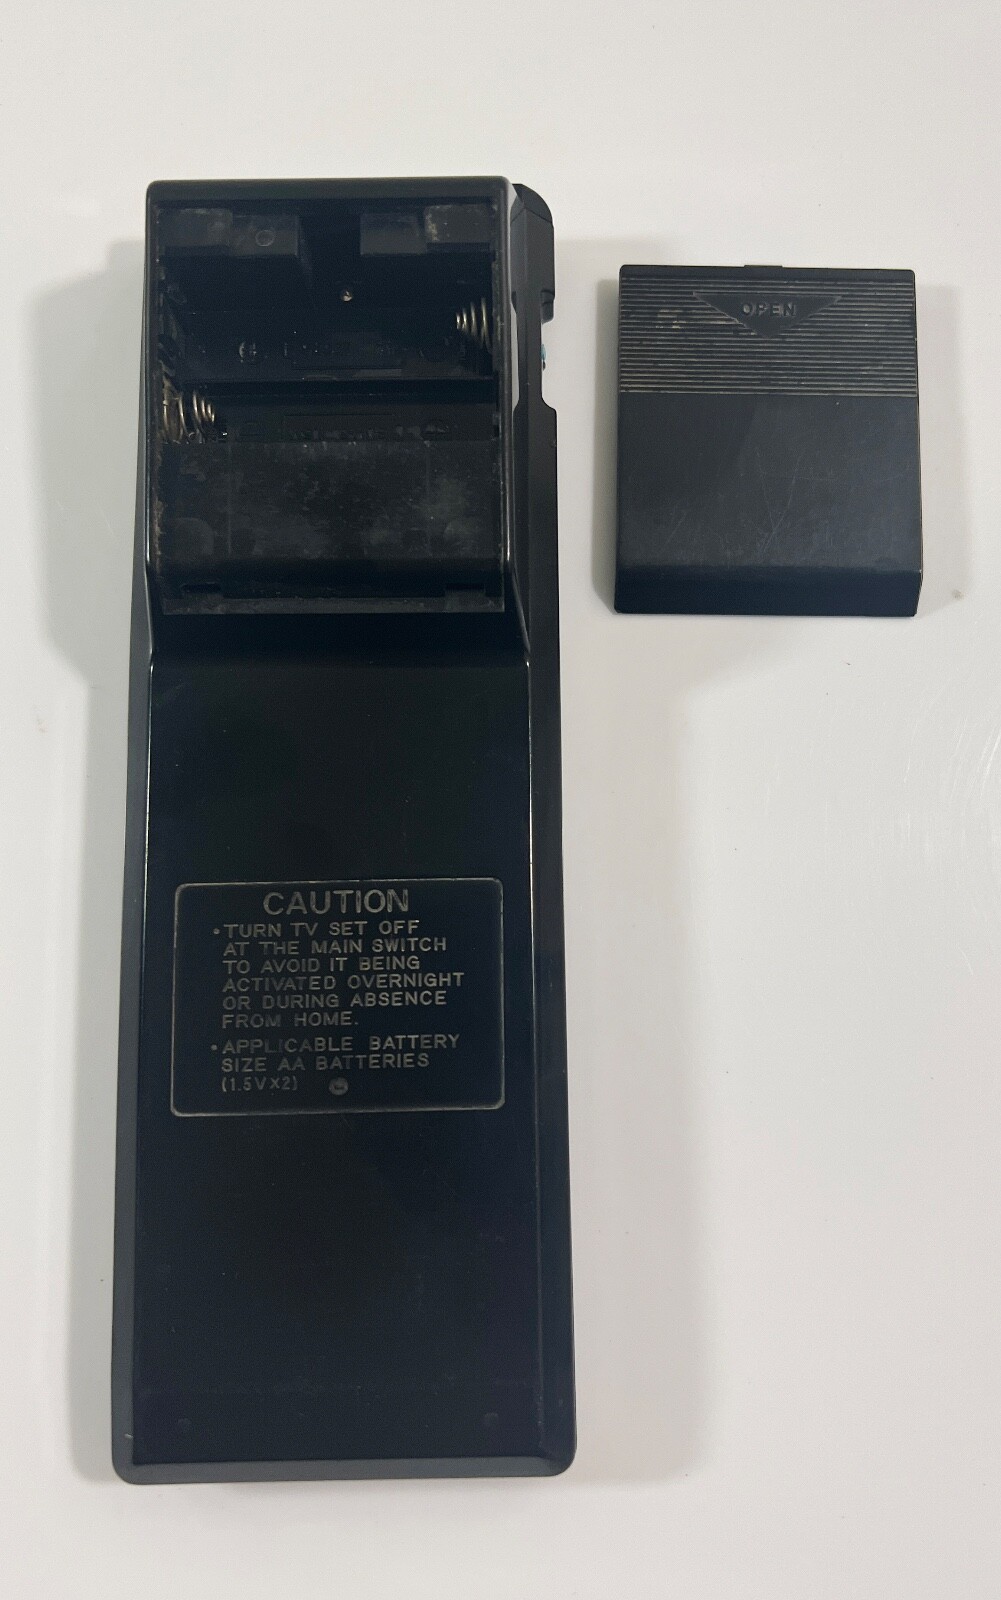 OPEN
CAUTION
•TURN TV SET OFF
AT THE MAIN SWITCH
TO AVOID IT BEING
ACTIVATED OVERNIGHT
OR DURING ABSENCE
FROM HOME.
•APPLICABLE BATTERY
SIZE AA BATTERIES
(1.5V×2)